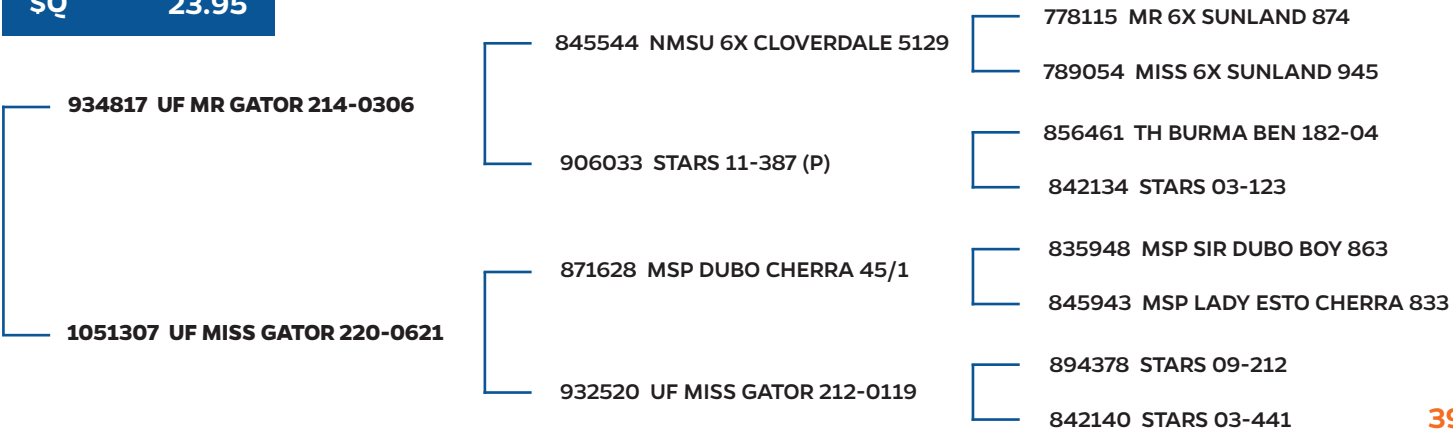 $Q 23.95
934817 UF MR GATOR 214-0306
1051307 UF MISS GATOR 220-0621
845544 NMSU 6X CLOVERDALE 5129
906033 STARS 11-387 (P)
871628 MSP DUBO CHERRA 45/1
932520 UF MISS GATOR 212-0119
778115 MR 6X SUNLAND 874
789054 MISS 6X SUNLAND 945
856461 TH BURMA BEN 182-04
842134 STARS 03-123
835948 MSP SIR DUBO BOY 863
845943 MSP LADY ESTO CHERRA 833
894378 STARS 09-212
842140 STARS 03-441
39